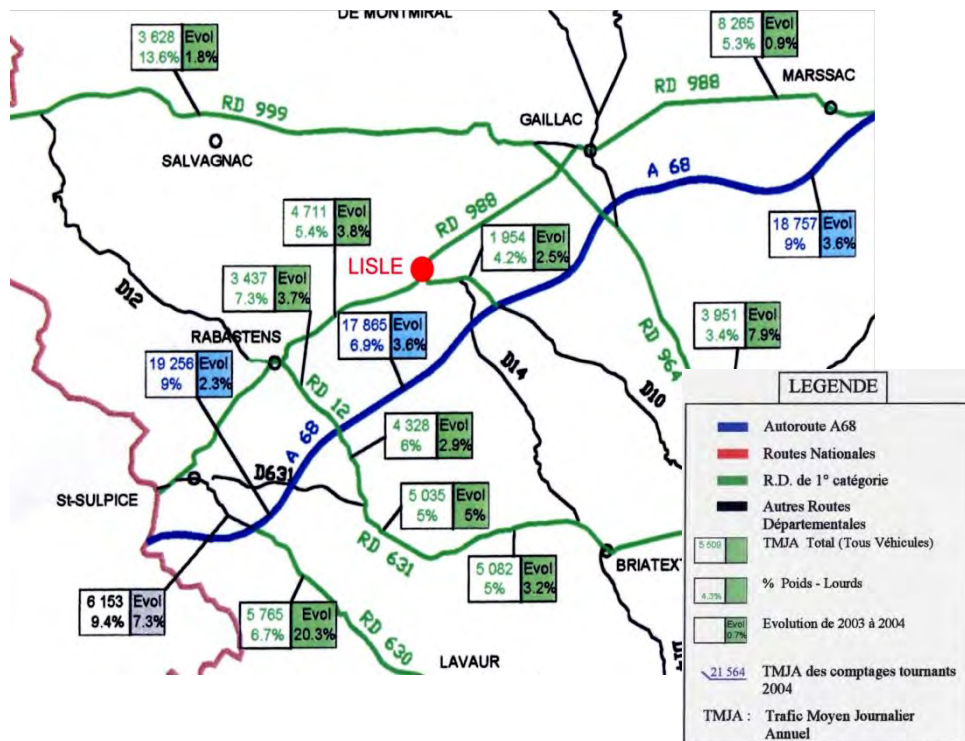 DE MONTMIRAL
3 628 Evol
13.6% 1.8%
8 265 Evol
5.3% 0.9%
MARSSAC
RD 988
RD 999
GAILLAC
SALVAGNAC
A 68
4 711 Evol
5.4% 3.8%
RD 988
1 954 Evol
4.2% 2.5%
18 757 Evol
9% 3.6%
LISLE
3 437 Evol
7.3% 3.7%
D12
17 865 Evol
6.9% 3.6%
3 951 Evol
3.4% 7.9%
RABASTENS
RD 964
19 256 Evol
9% 2.3%
D14
D10
RD 12
A 68
4 328 Evol
6% 2.9%
D631
St-SULPICE
5 035 Evol
5% 5%
RD 631
BRIATEX
5 082 Evol
5% 3.2%
6 153 Evol
9.4% 7.3%
5 765 Evol
6.7% 20.3%
RD 630
LAVAUR
LEGENDE
Autoroute A68
Routes Nationales
R.D. de 1° catégorie
Autres Routes
Départementales
5 609 TMJA Total (Tous Véhicules)
4.3% % Poids - Lourds
Evol
0.7%
Evolution de 2003 à 2004
21 564 TMJA des comptages tournants
2004
TMJA : Trafic Moyen Journalier
Annuel